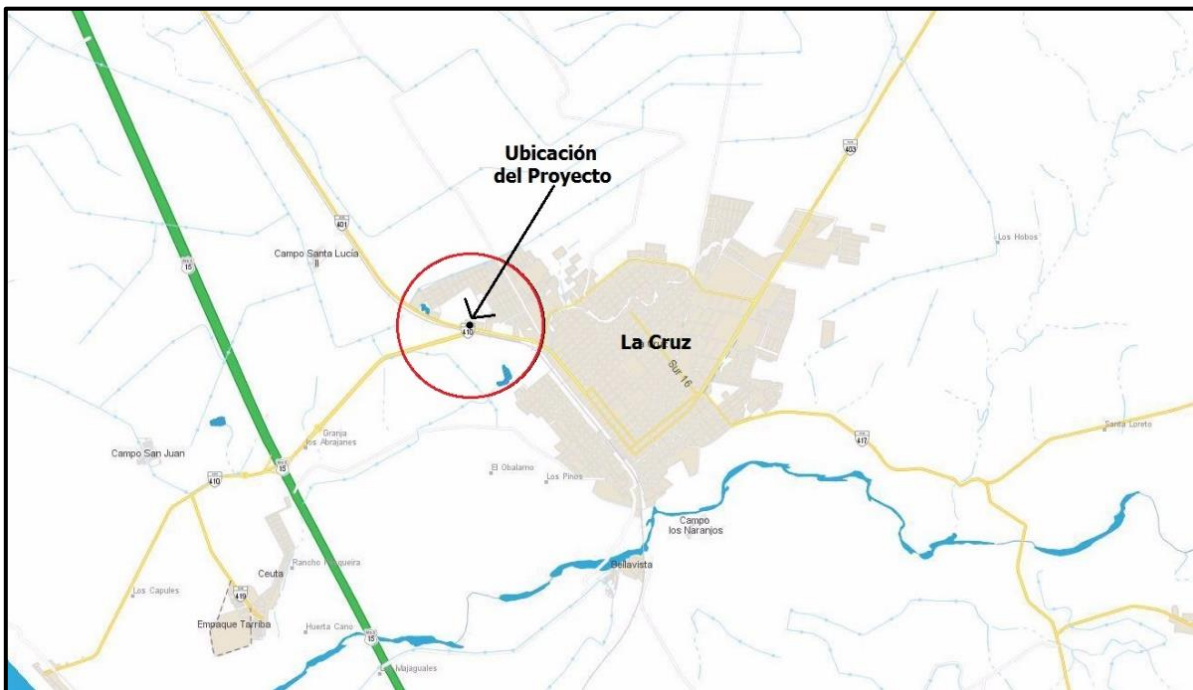 Ubicación
del Proyecto
403
401
Campo Santa Lucía
Los Hobos
15
410
La Cruz
Sur 16
Granja
los Abrajanes
Santa Loreto
417
Campo San Juan
15
El Obalamo
410
Los Pinos
Campo
los Naranjos
Ceuta
Bellavista
Los Capules
419
Empaque Tarriba
Huerta Cano
15
Majaguales